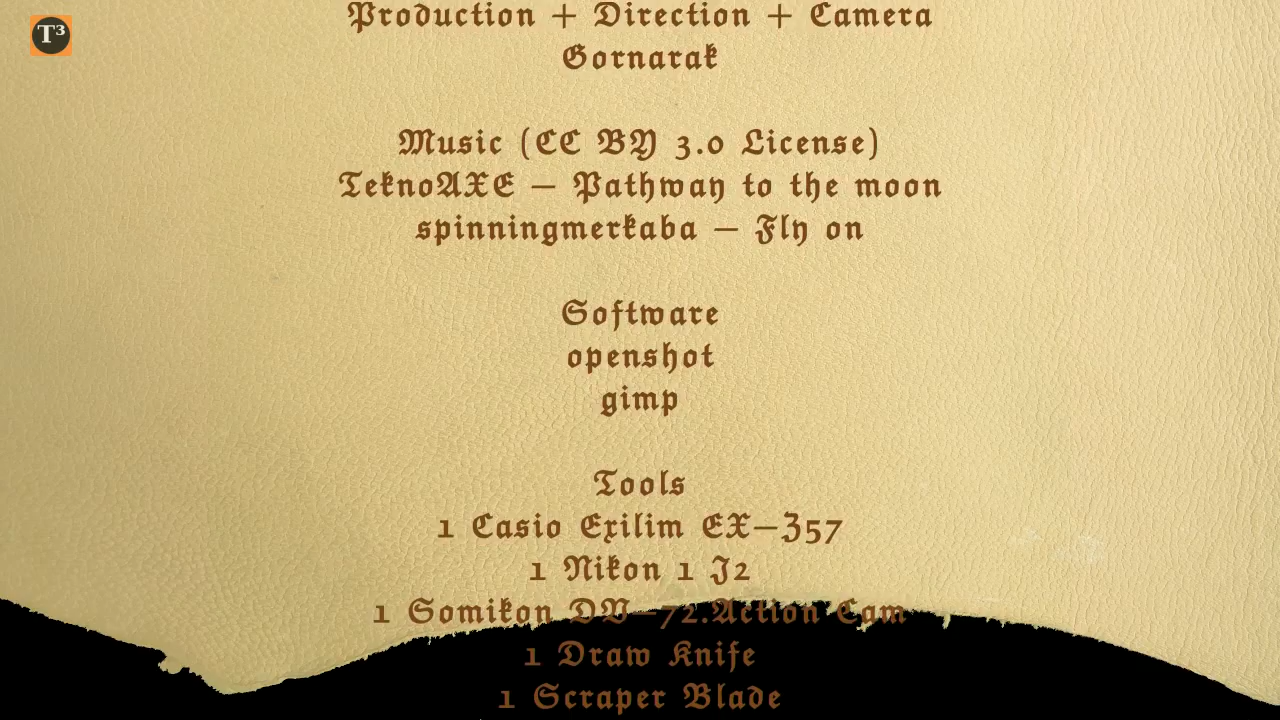 T³
Production + Direction + Camera
Gornarak
Music (CC BY 3.0 License)
TeknoAXE – Pathway to the moon
spinningmerkaba – Fly on
Software
openshot
gimp
Tools
1 Casio Exilim EX-Z57
1 Nikon 1 J2
1 Somikon DV-72.Action Cam
1 Draw Knife
1 Scraper Blade